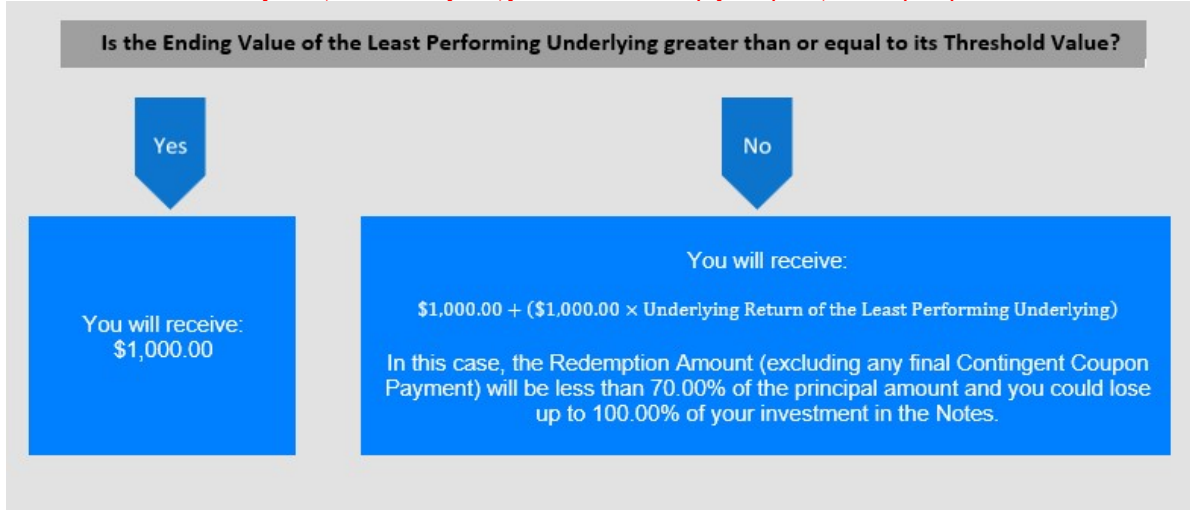 Is the Ending Value of the Least Performing Underlying greater than or equal to its Threshold Value?
Yes
No
You will receive:
$1,000.00
You will receive:
$1,000.00 + ($1,000.00 × Underlying Return of the Least Performing Underlying)
In this case, the Redemption Amount (excluding any final Contingent Coupon
Payment) will be less than 70.00% of the principal amount and you could lose
up to 100.00% of your investment in the Notes.